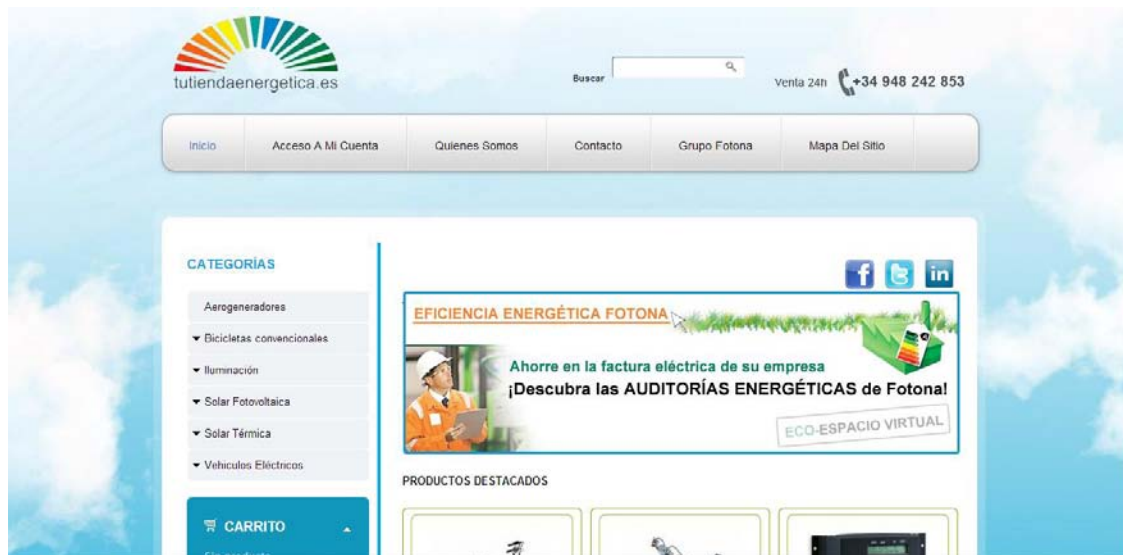 tutiendaenergetica.es
Buscar
Venta 24h +34 948 242 853
Inicio
Acceso A Mi Cuenta
Quienes Somos
Contacto
Grupo Fotona
Mapa Del Sitio
CATEGORÍAS
Aerogeneradores
Bicicletas convencionales
Iluminación
Solar Fotovoltaica
Solar Térmica
Vehiculos Eléctricos
CARRITO
f
in
EFICIENCIA ENERGÉTICA FOTONA
Ahorre en la factura eléctrica de su empresa
¡Descubra las AUDITORÍAS ENERGÉTICAS de Fotona!
ECO-ESPACIO VIRTUAL
PRODUCTOS DESTACADOS